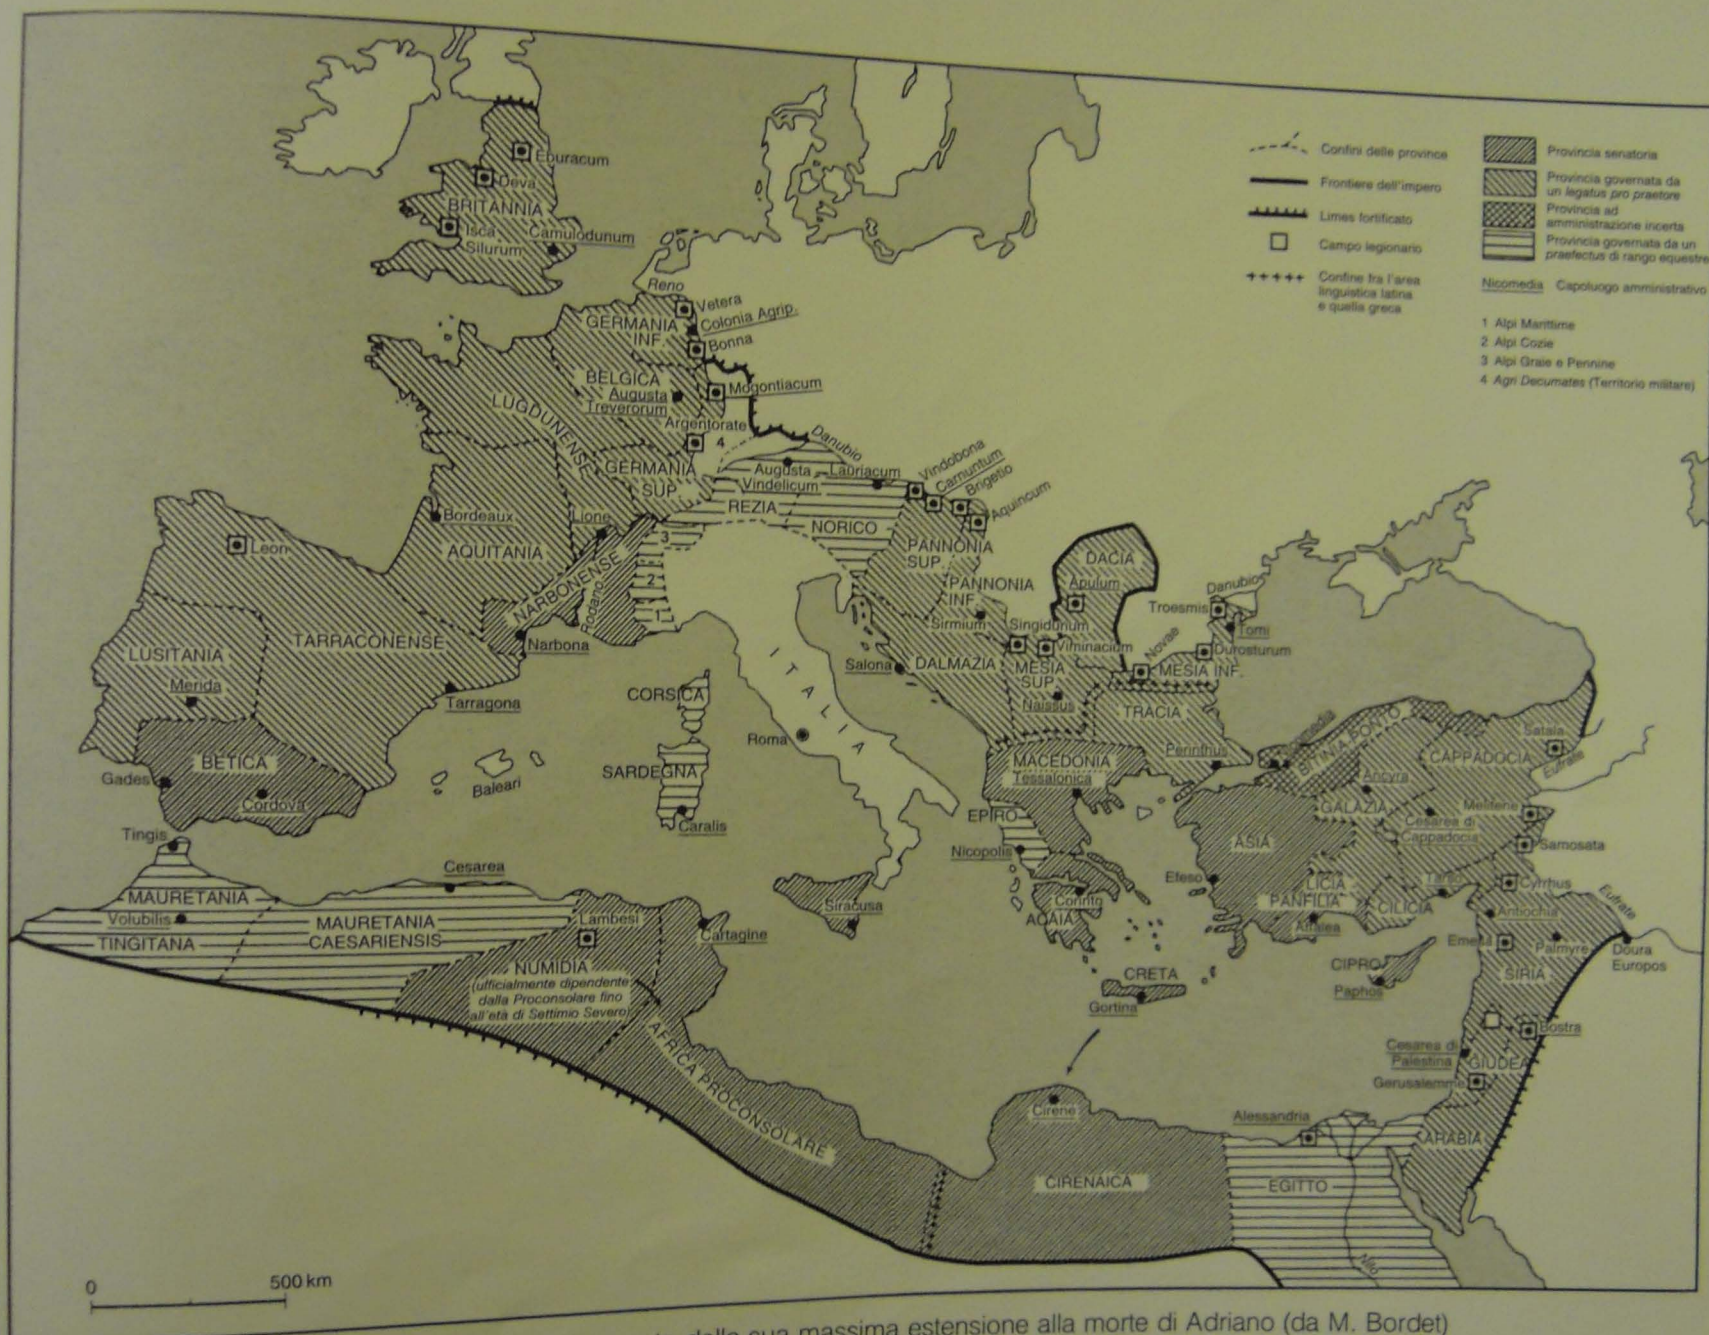 Confini delle province
Frontiere dell'impero
Limes fortificato
Campo legionario
Confine fra l'area
linguistica latina
e quella greca
Provincia senatoria
Provincia governata da
un legatus pro praetore
Provincia ad
amministrazione incerta
Provincia governata da un
praefectus di rango equestre
Nicomedia Capoluogo amministrativo
1 Alpi Marittime
2 Alpi Cozie
3 Alpi Graie e Pennine
4 Agri Decumates (Territorio militare)
Eburacum
Deva
BRITANNIA
Isca
Silurum
Camulodunum
Reno
Vetera
GERMANIA
INF.
Colonia Agrip.
Bonna
BELGICA
Augusta
Treverorum
Mogontiacum
LUGDUNENSE
Argentorate
4
Danubio
GERMANIA
SUP.
Augusta
Vindelicum
Lauriacum
Vindobona
Carnuntum
Brigetio
Aquincum
REZIA
NORICO
Bordeaux
Lione
AQUITANIA
3
2
1
NARBONENSE
Rodano
Narbona
Leon
TARRACONENSE
LUSITANIA
Merida
Tarragona
BETICA
Gades
Cordova
Baleari
CORSICA
SARDEGNA
Caralis
ITALIA
Roma
Siracusa
PANNONIA
SUP.
PANNONIA
INF.
Sirmium
DACIA
Apulum
Singidunum
Viminacium
DALMAZIA
Salona
MESIA
SUP.
Naissus
Novae
MESIA INF.
Troesmis
Danubio
Tomi
Durosturum
TRACIA
Perinthus
MACEDONIA
Tessalonica
EPIRO
Nicopolis
Corinto
ACAIA
CRETA
Gortina
Nicomedia
BITINIA PONTO
CAPPADOCIA
Satala
Eufrate
Ancyra
GALAZIA
Cesarea di
Cappadocia
Melitene
ASIA
Samosata
Efeso
LICIA
PANFILIA
Attalea
Tarso
CILICIA
Cyrrhus
Eufrate
Antiochia
Emesa
Palmyre
Doura
Europos
CIPRO
Paphos
SIRIA
Bostra
Cesarea di
Palestina
GIUDEA
Gerusalemme
ARABIA
Alessandria
EGITTO
Nilo
Cirene
CIRENAICA
Tingis
MAURETANIA
Volubilis
TINGITANA
Cesarea
MAURETANIA
CAESARIENSIS
Lambesi
Cartagine
NUMIDIA
(ufficialmente dipendente
dalla Proconsolare fino
all'età di Settimio Severo)
AFRICA PROCONSOLARE
0 500 km
dalla sua massima estensione alla morte di Adriano (da M. Bordet)